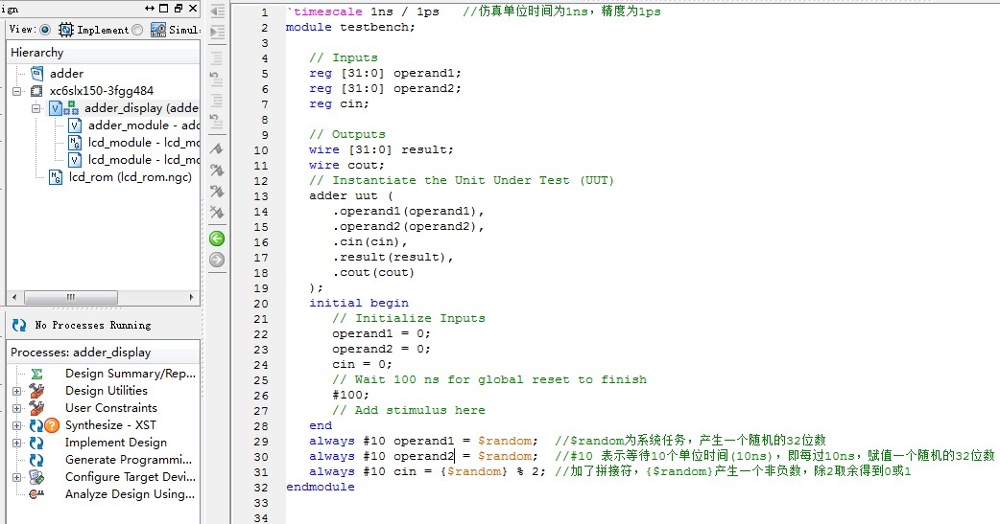 ign
View:
Implement
Simul
Hierarchy
adder
xc6slx150-3fgg484
adder_display (adde
adder_module - adc
lcd_module - lcd_mo
lcd_module - lcd_mo
lcd_rom (lcd_rom.ngc)
No Processes Running
Processes: adder_display
Design Summary/Rep...
Design Utilities
User Constraints
Synthesize - XST
Implement Design
Generate Programmi...
Configure Target Devi...
Analyze Design Using...
1 `timescale 1ns / 1ps //仿真单位时间为1ns，精度为1ps
2 module testbench;
3
4 // Inputs
5 reg [31:0] operand1;
6 reg [31:0] operand2;
7 reg cin;
8
9 // Outputs
10 wire [31:0] result;
11 wire cout;
12 // Instantiate the Unit Under Test (UUT)
13 adder uut (
14 .operand1(operand1),
15 .operand2(operand2),
16 .cin(cin),
17 .result(result),
18 .cout(cout)
19 );
20 initial begin
21 // Initialize Inputs
22 operand1 = 0;
23 operand2 = 0;
24 cin = 0;
25 // Wait 100 ns for global reset to finish
26 #100;
27 // Add stimulus here
28 end
29 always #10 operand1 = $random; //$random为系统任务，产生一个随机的32位数
30 always #10 operand2 = $random; //#10 表示等待10个单位时间(10ns)，即每过10ns，赋值一个随机的32位数
31 always #10 cin = {$random} % 2; //加了拼接符，{$random}产生一个非负数，除2取余得到0或1
32 endmodule
33
34